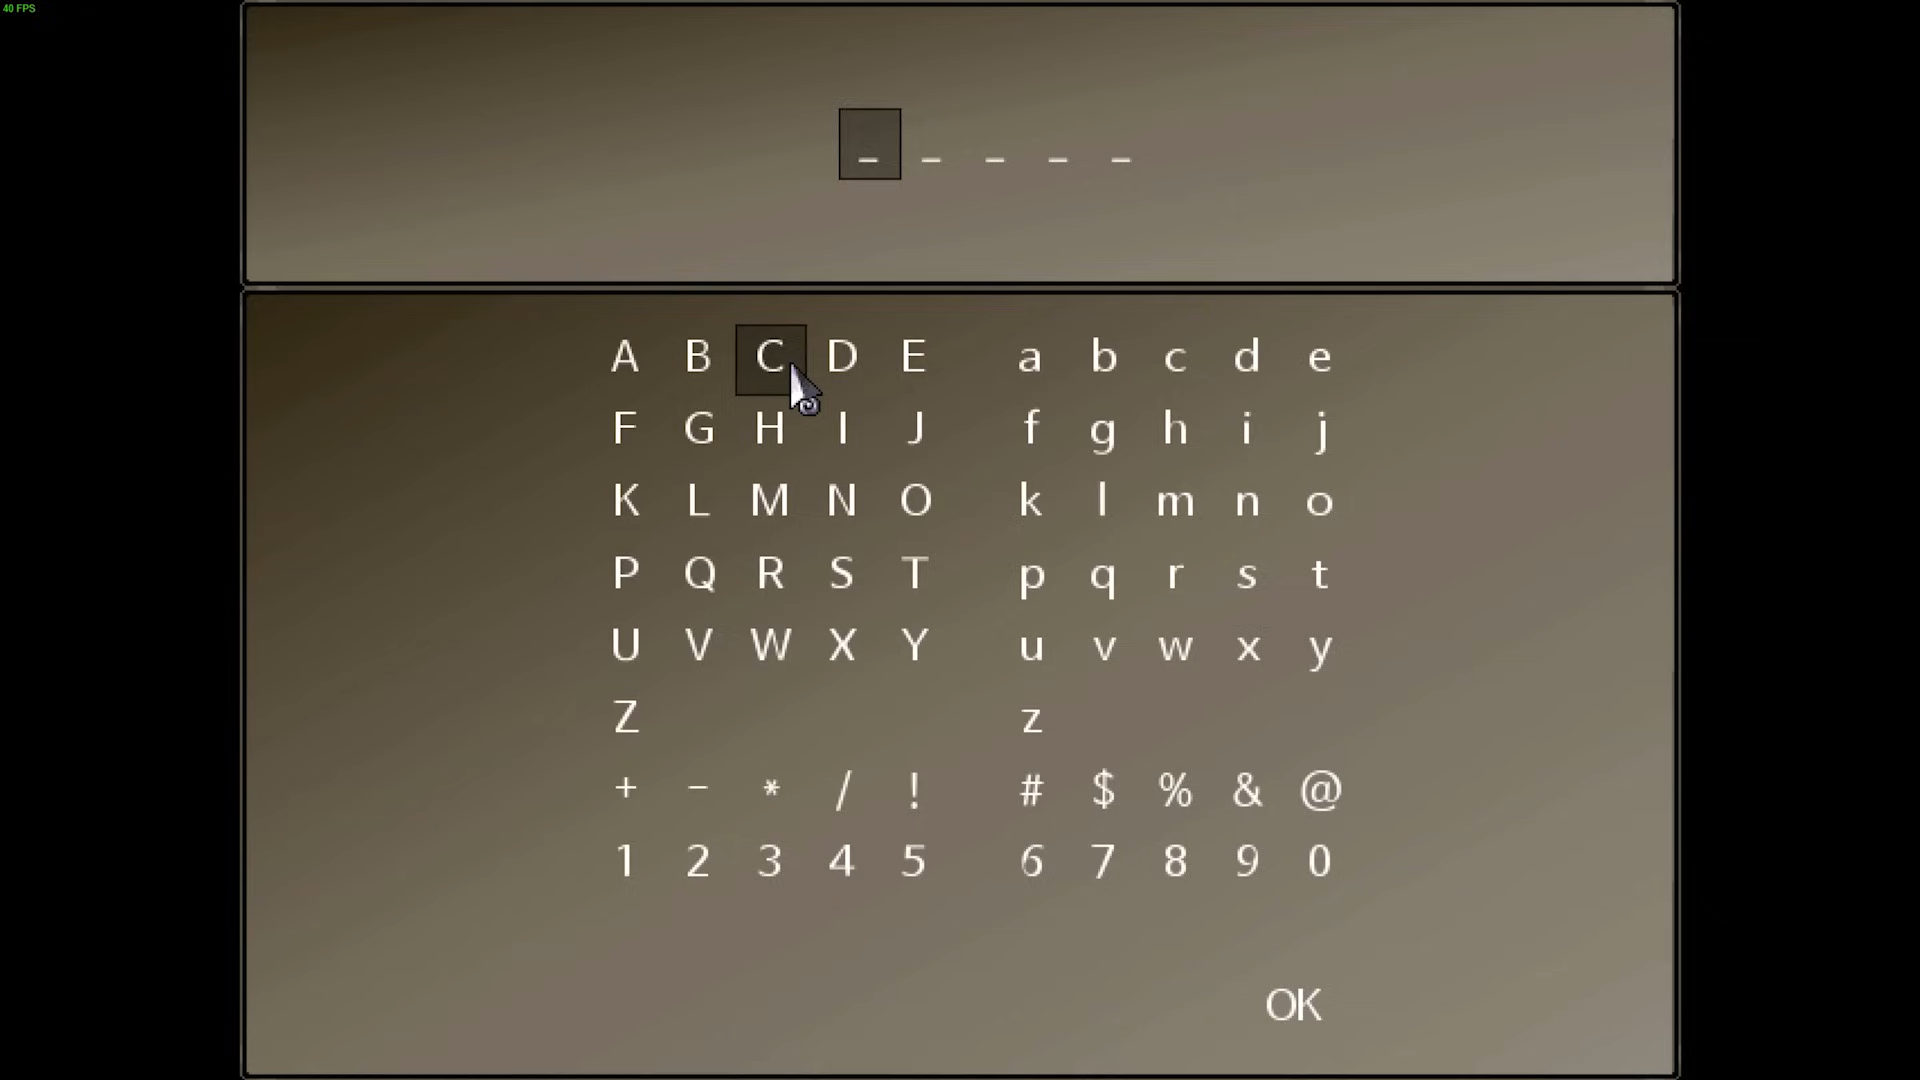 40 FPS
_ _ _ _ _
A B C D E a b c d e
F G H I J f g h i j
K L M N O k l m n o
P Q R S T p q r s t
U V W X Y u v w x y
Z z
+ - * / ! # $ % & @
1 2 3 4 5 6 7 8 9 0
OK